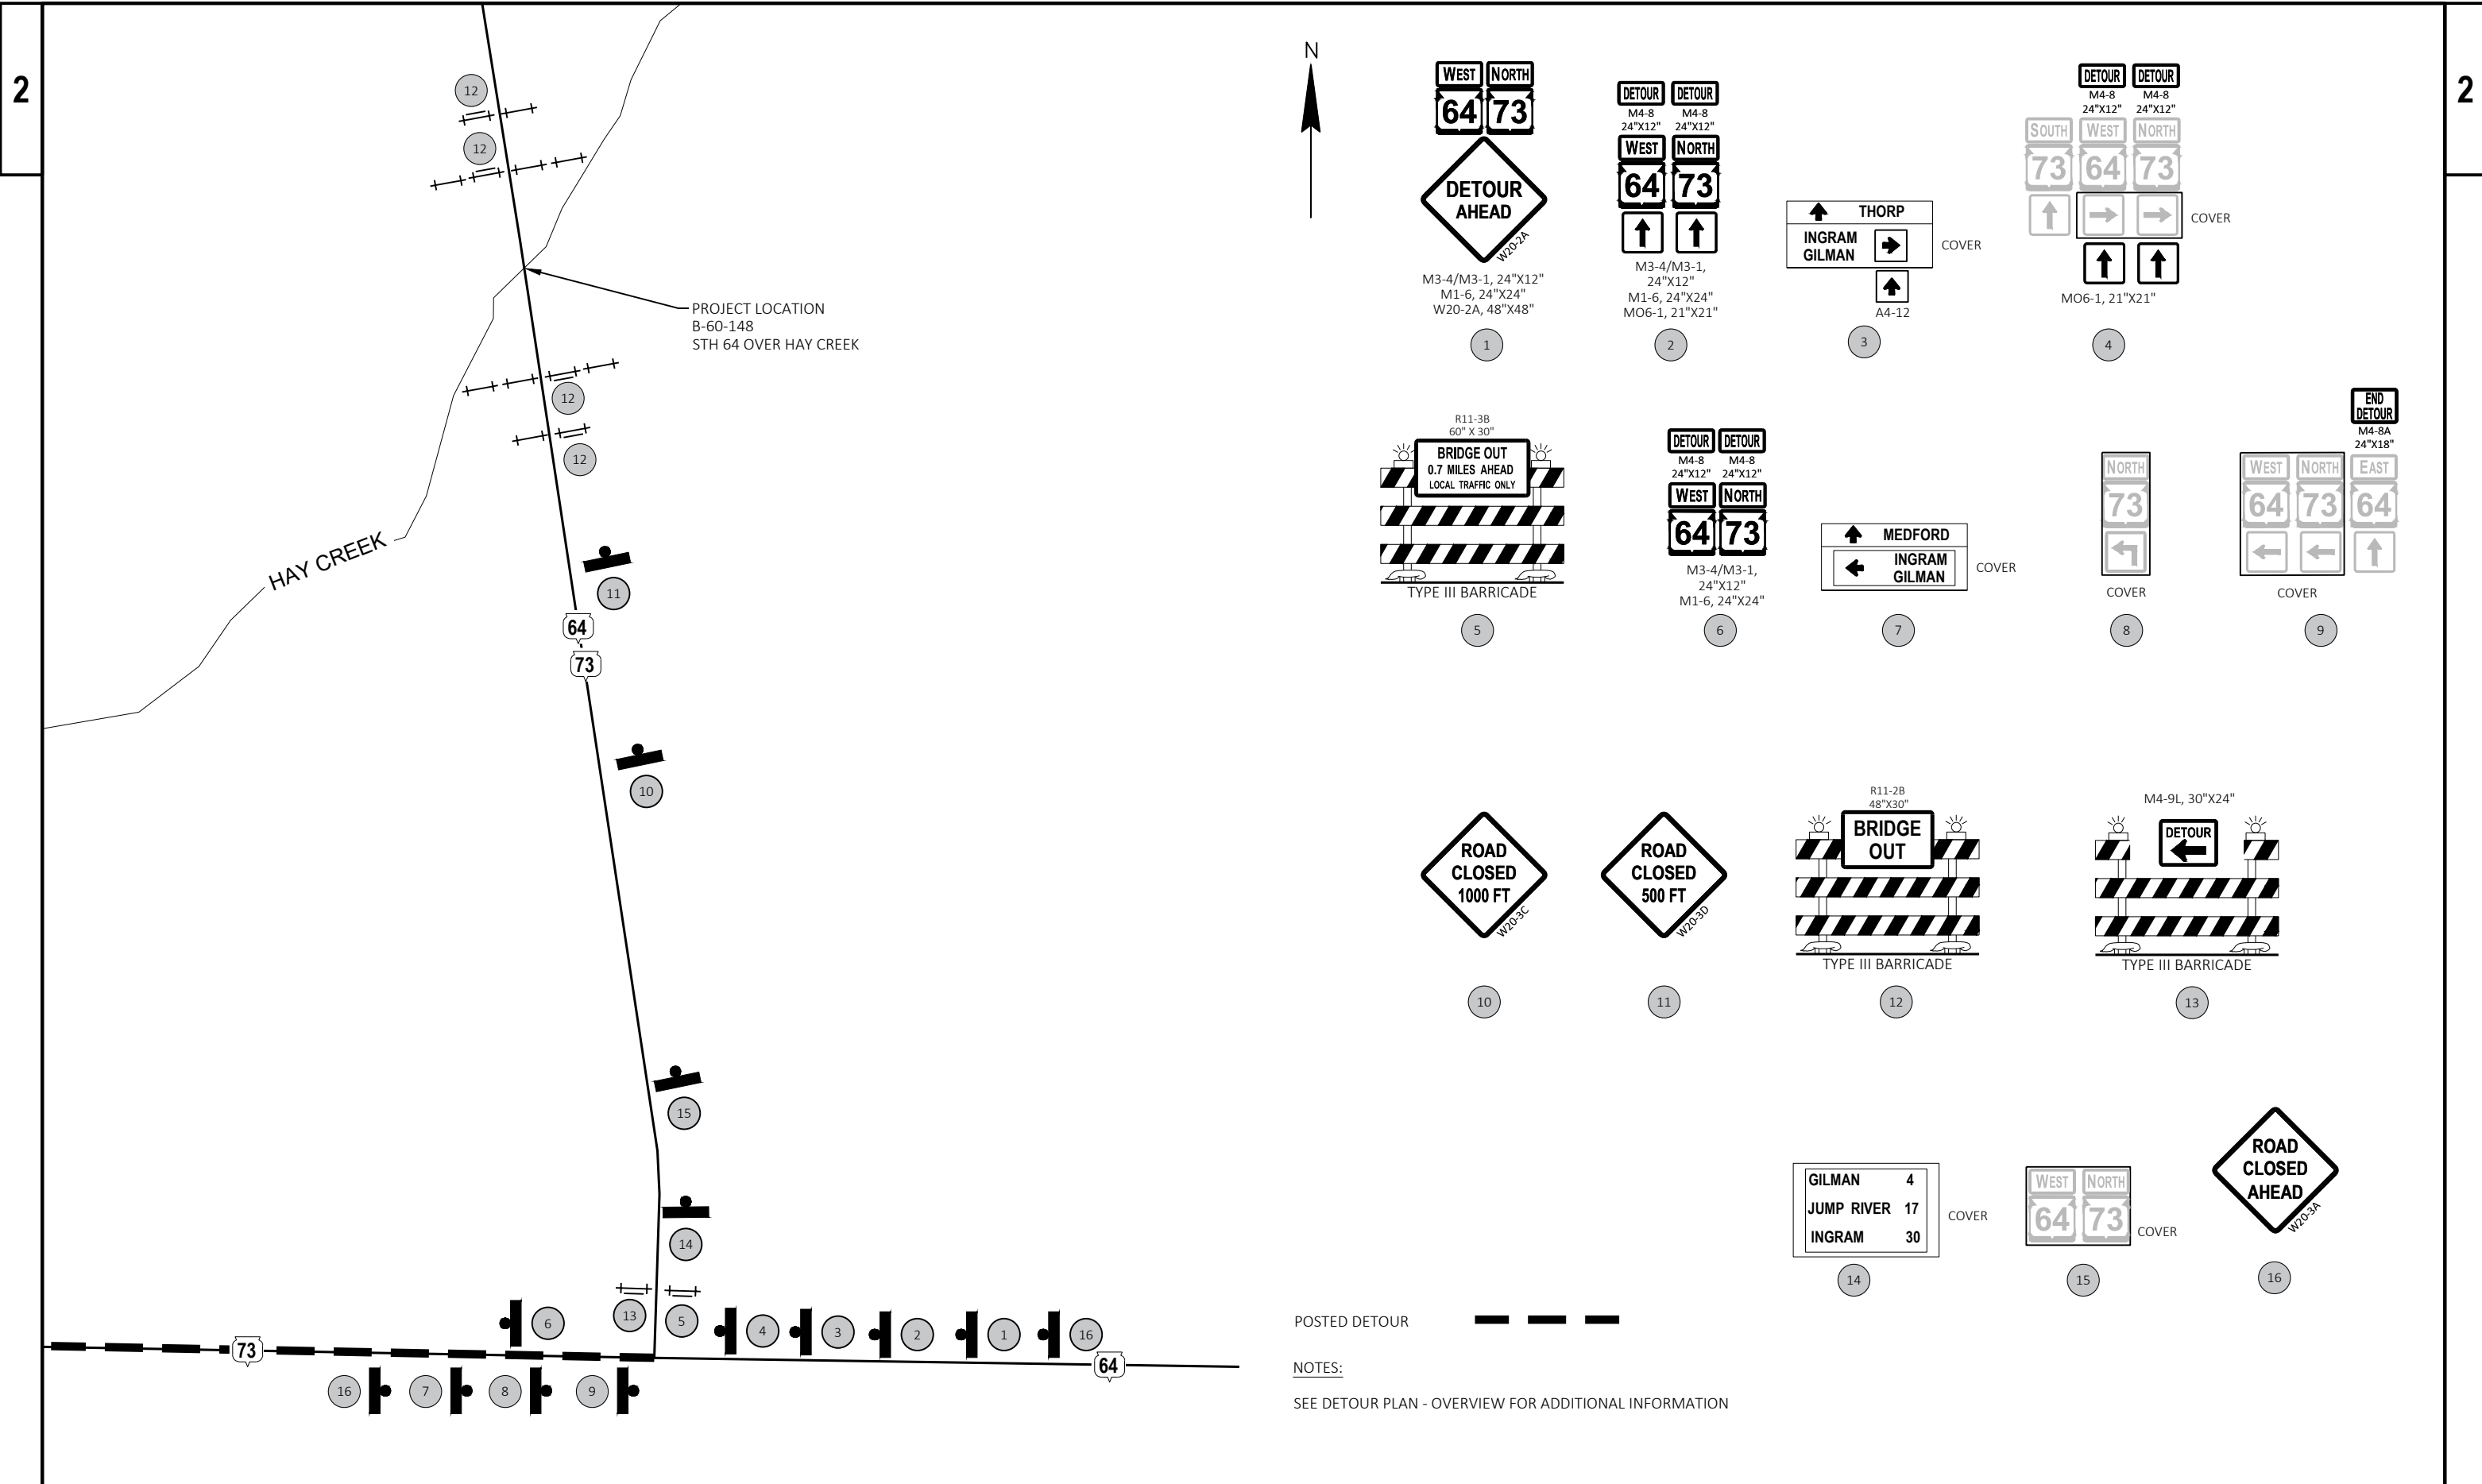 2
12
12
PROJECT LOCATION
B-60-148
STH 64 OVER HAY CREEK
12
12
HAY CREEK
11
64
73
10
15
14
13
5
6
4
3
2
1
16
73
64
16
7
8
9
N
WEST NORTH
64 73
DETOUR
AHEAD
W20-2A
M3-4/M3-1, 24"X12"
M1-6, 24"X24"
W20-2A, 48"X48"
1
DETOUR DETOUR
M4-8 M4-8
24"X12" 24"X12"
WEST NORTH
64 73
M3-4/M3-1,
24"X12"
M1-6, 24"X24"
MO6-1, 21"X21"
2
THORP
INGRAM
GILMAN
COVER
A4-12
3
DETOUR DETOUR
M4-8 M4-8
24"X12" 24"X12"
SOUTH WEST NORTH
73 64 73
COVER
MO6-1, 21"X21"
4
2
R11-3B
60" X 30"
BRIDGE OUT
0.7 MILES AHEAD
LOCAL TRAFFIC ONLY
TYPE III BARRICADE
5
DETOUR DETOUR
M4-8 M4-8
24"X12" 24"X12"
WEST NORTH
64 73
M3-4/M3-1,
24"X12"
M1-6, 24"X24"
6
MEDFORD
INGRAM
GILMAN
COVER
7
NORTH
73
COVER
8
END
DETOUR
M4-8A
24"X18"
WEST NORTH EAST
64 73 64
COVER
9
ROAD
CLOSED
1000 FT
W20-3C
10
ROAD
CLOSED
500 FT
W20-3D
11
R11-2B
48"X30"
BRIDGE
OUT
TYPE III BARRICADE
12
M4-9L, 30"X24"
DETOUR
TYPE III BARRICADE
13
GILMAN 4
JUMP RIVER 17
INGRAM 30
COVER
14
WEST NORTH
64 73
COVER
15
ROAD
CLOSED
AHEAD
W20-3A
16
POSTED DETOUR
NOTES:
SEE DETOUR PLAN - OVERVIEW FOR ADDITIONAL INFORMATION